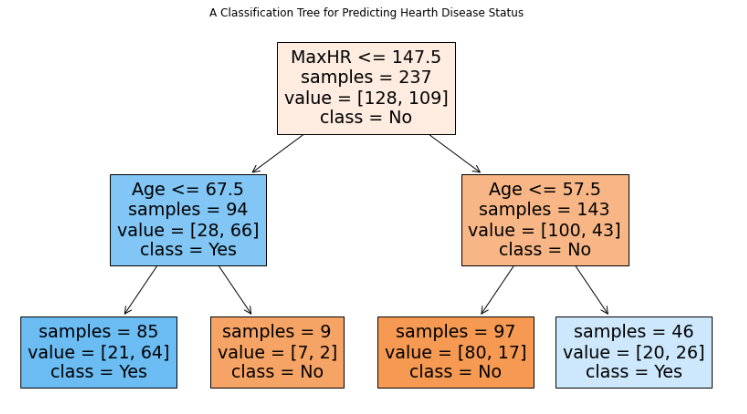 A Classification Tree for Predicting Hearth Disease Status
MaxHR <= 147.5
samples = 237
value = [128, 109]
class = No
Age <= 67.5
samples = 94
value = [28, 66]
class = Yes
Age <= 57.5
samples = 143
value = [100, 43]
class = No
samples = 85
value = [21, 64]
class = Yes
samples = 9
value = [7, 2]
class = No
samples = 97
value = [80, 17]
class = No
samples = 46
value = [20, 26]
class = Yes